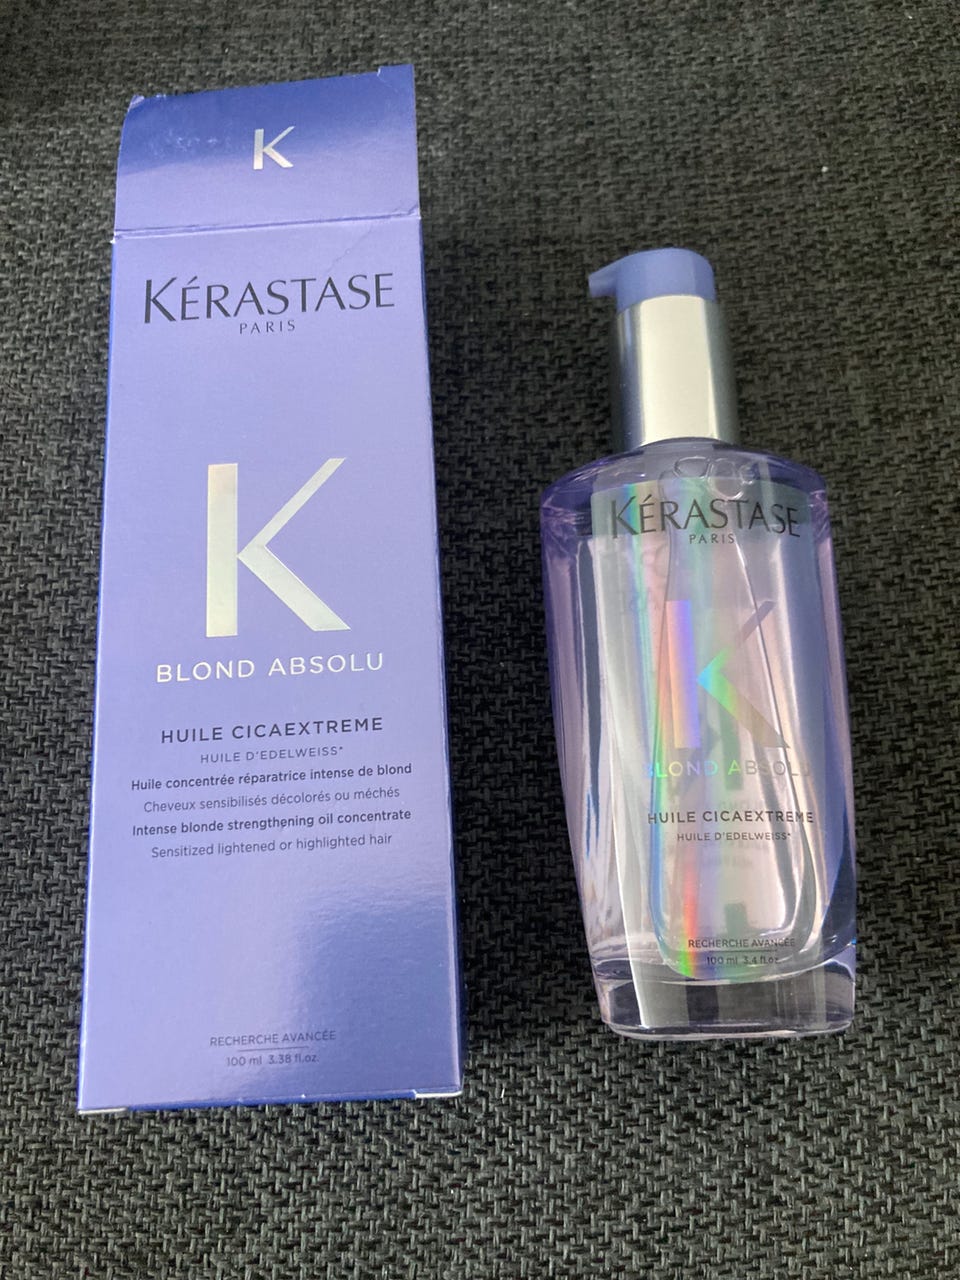 K
KÉRASTASE
PARIS
K
BLOND ABSOLU
HUILE CICAEXTREME
HUILE D'EDELWEISS*
Huile concentrée réparatrice intense de blond
Cheveux sensibilisés décolorés ou méchés
Intense blonde strengthening oil concentrate
Sensitized lightened or highlighted hair
RECHERCHE AVANCÉE
100 ml 3.38 fl.oz.
KÉRASTASE
PARIS
K
BLOND ABSOLU
HUILE CICAEXTREME
HUILE D'EDELWEISS*
RECHERCHE AVANCÉE
100 ml 3.4 fl.oz.